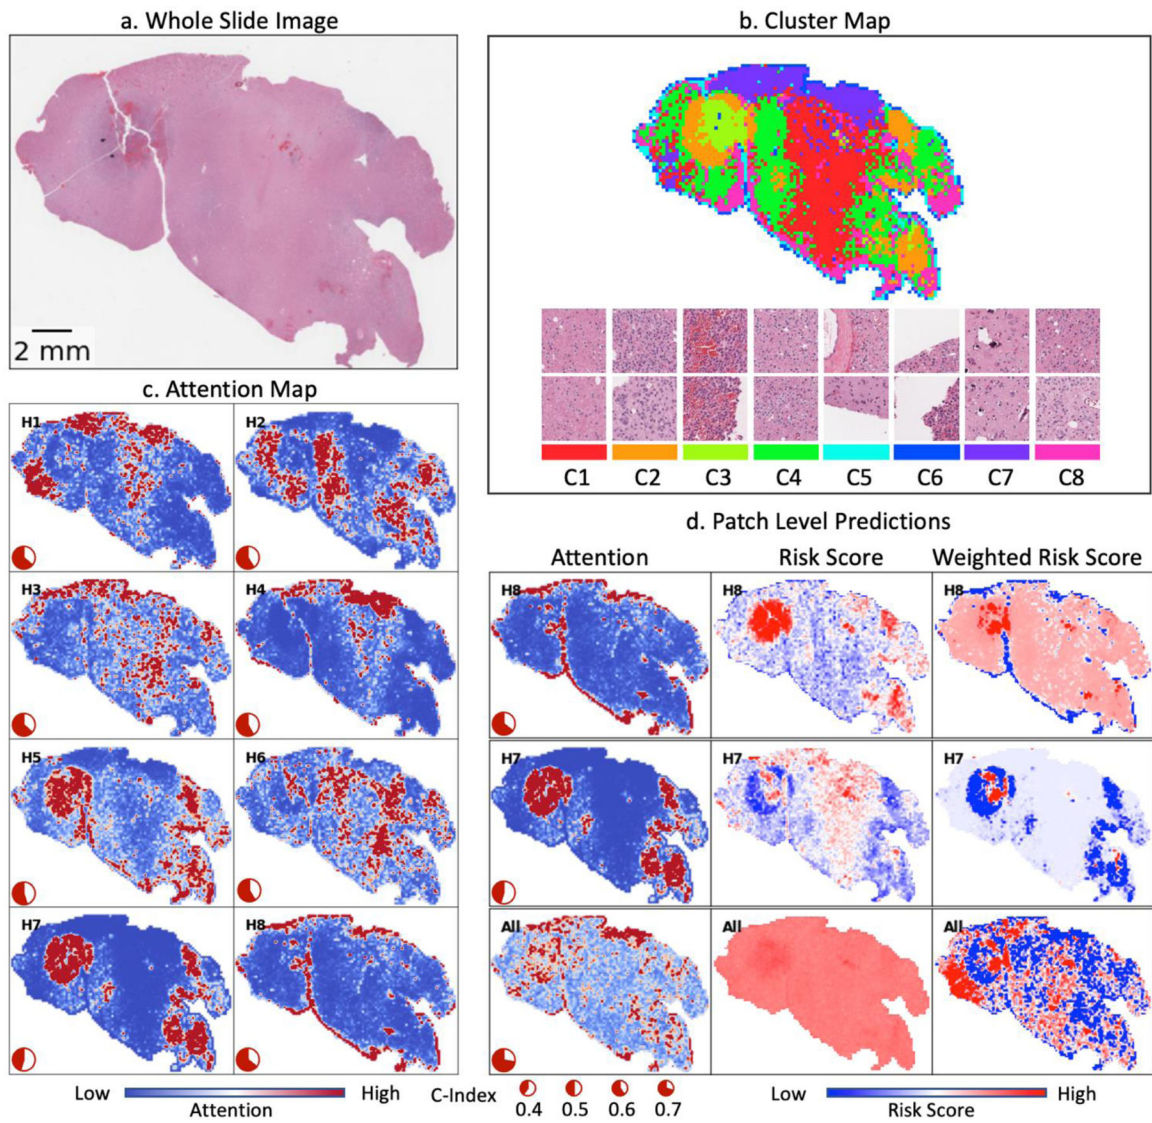 a. Whole Slide Image
2 mm
b. Cluster Map
C1 C2 C3 C4 C5 C6 C7 C8
c. Attention Map
H1 H2
H3 H4
H5 H6
H7 H8
Low High
Attention
d. Patch Level Predictions
Attention Risk Score Weighted Risk Score
H8 H8 H8
H7 H7 H7
All All All
C-Index
0.4 0.5 0.6 0.7
Low High
Risk Score